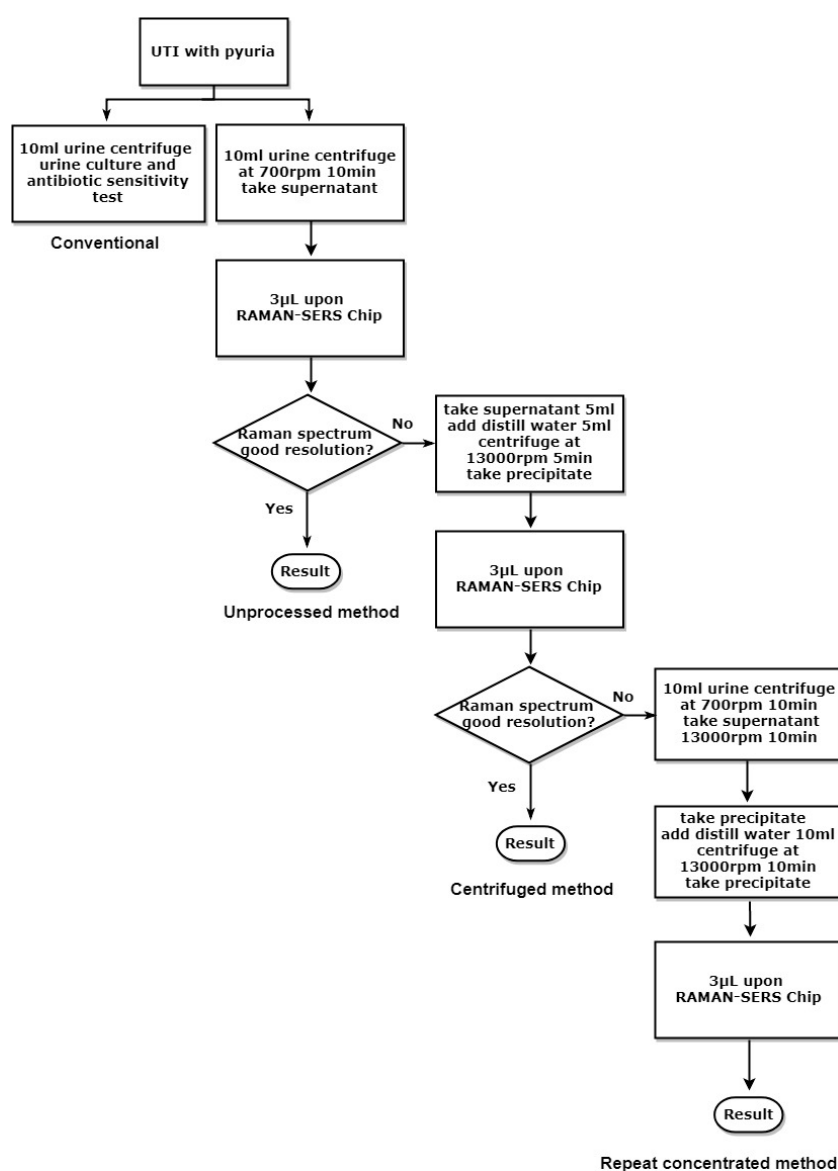 UTI with pyuria
10ml urine centrifuge
urine culture and
antibiotic sensitivity
test
Conventional
10ml urine centrifuge
at 700rpm 10min
take supernatant
3μL upon
RAMAN-SERS Chip
Raman spectrum
good resolution?
No
Yes
Result
Unprocessed method
take supernatant 5ml
add distill water 5ml
centrifuge at
13000rpm 5min
take precipitate
3μL upon
RAMAN-SERS Chip
Raman spectrum
good resolution?
No
Yes
Result
Centrifuged method
10ml urine centrifuge
at 700rpm 10min
take supernatant
13000rpm 10min
take precipitate
add distill water 10ml
centrifuge at
13000rpm 10min
take precipitate
3μL upon
RAMAN-SERS Chip
Result
Repeat concentrated method